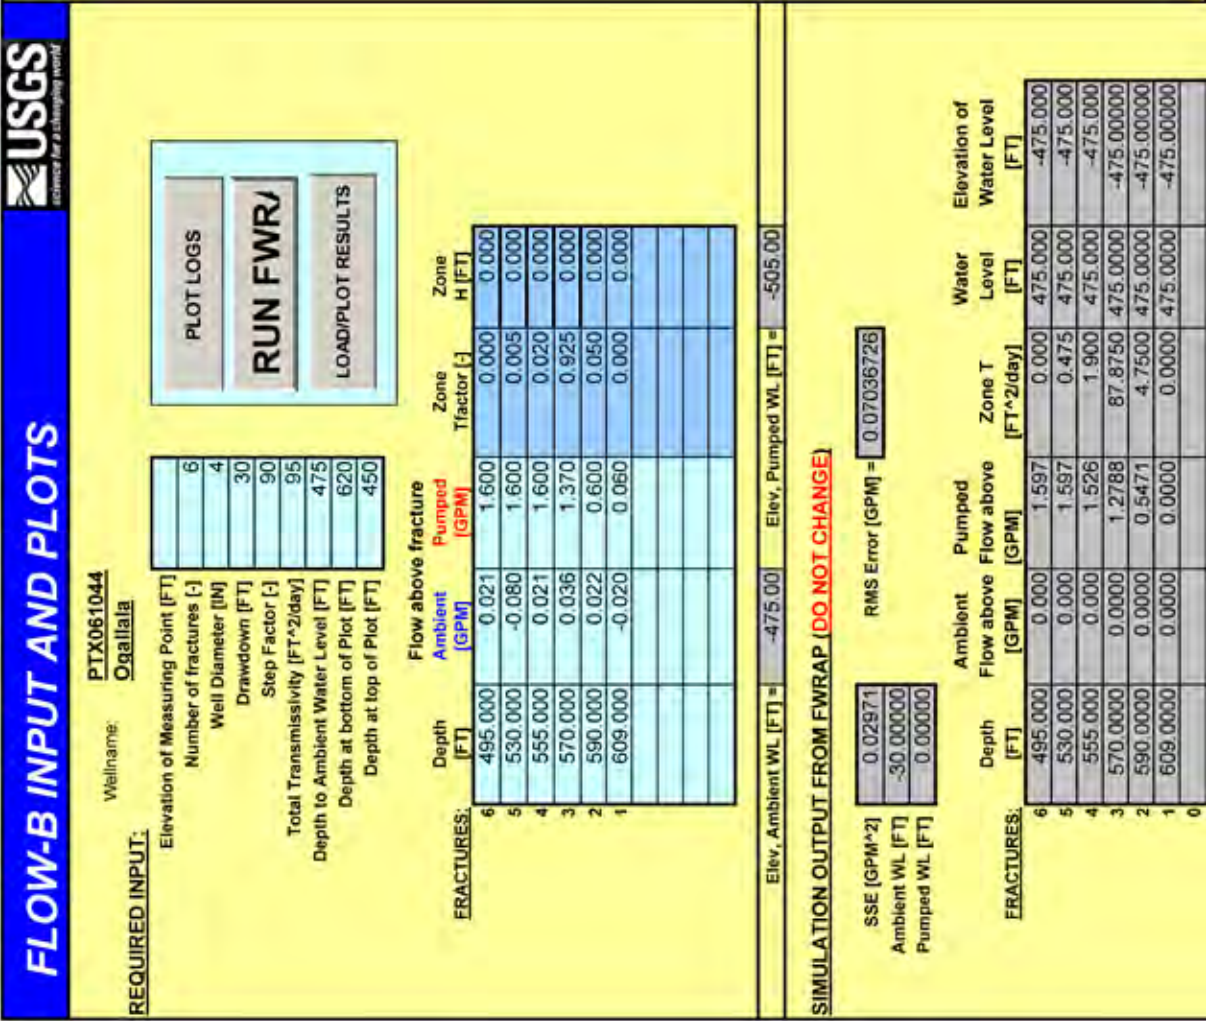 FLOW-B INPUT AND PLOTS
USGS
science for a changing world
Wellname: PTX061044
Ogallala
REQUIRED INPUT:
Elevation of Measuring Point [FT]
Number of fractures [-] 6
Well Diameter [IN] 4
Drawdown [FT] 30
Step Factor [-] 90
Total Transmissivity [FT^2/day] 95
Depth to Ambient Water Level [FT] 475
Depth at bottom of Plot [FT] 620
Depth at top of Plot [FT] 450
PLOT LOGS
RUN FWRA
LOAD/PLOT RESULTS
Flow above fracture
Depth Ambient Pumped Zone Zone
FRACTURES: [FT] [GPM] [GPM] Tfactor [-] H [FT]
6 495.000 0.021 1.600 0.000 0.000
5 530.000 -0.080 1.600 0.005 0.000
4 555.000 0.021 1.600 0.020 0.000
3 570.000 0.036 1.370 0.925 0.000
2 590.000 0.022 0.600 0.050 0.000
1 609.000 -0.020 0.060 0.000 0.000
Elev, Ambient WL [FT] = -475.00 Elev, Pumped WL [FT] = -505.00
SIMULATION OUTPUT FROM FWRAP (DO NOT CHANGE)
SSE [GPM^2] 0.02971 RMS Error [GPM] = 0.07036726
Ambient WL [FT] -30.00000
Pumped WL [FT] 0.00000
Depth Ambient Pumped Zone T Water Elevation of
[FT] Flow above Flow above [FT^2/day] Level Water Level
FRACTURES: [GPM] [GPM] [FT] [FT]
6 495.000 0.000 1.597 0.000 475.000 -475.000
5 530.000 0.000 1.597 0.475 475.000 -475.000
4 555.000 0.000 1.526 1.900 475.000 -475.000
3 570.0000 0.0000 1.2788 87.8750 475.0000 -475.00000
2 590.0000 0.0000 0.5471 4.7500 475.0000 -475.00000
1 609.0000 0.0000 0.0000 0.0000 475.0000 -475.00000
0